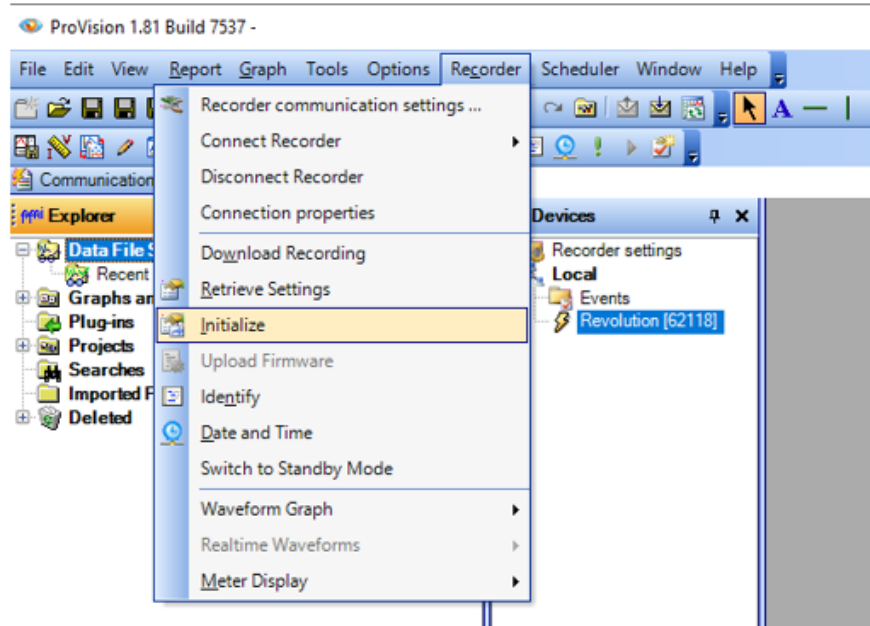 ProVision 1.81 Build 7537 -
File Edit View Report Graph Tools Options Recorder Scheduler Window Help
A
Communication
Recorder communication settings ...
Connect Recorder
Disconnect Recorder
Connection properties
Download Recording
Retrieve Settings
Initialize
Upload Firmware
Identify
Date and Time
Switch to Standby Mode
Waveform Graph
Realtime Waveforms
Meter Display
Explorer
Data File S
Recent
Graphs an
Plug-ins
Projects
Searches
Imported F
Deleted
Devices
Recorder settings
Local
Events
Revolution [62118]